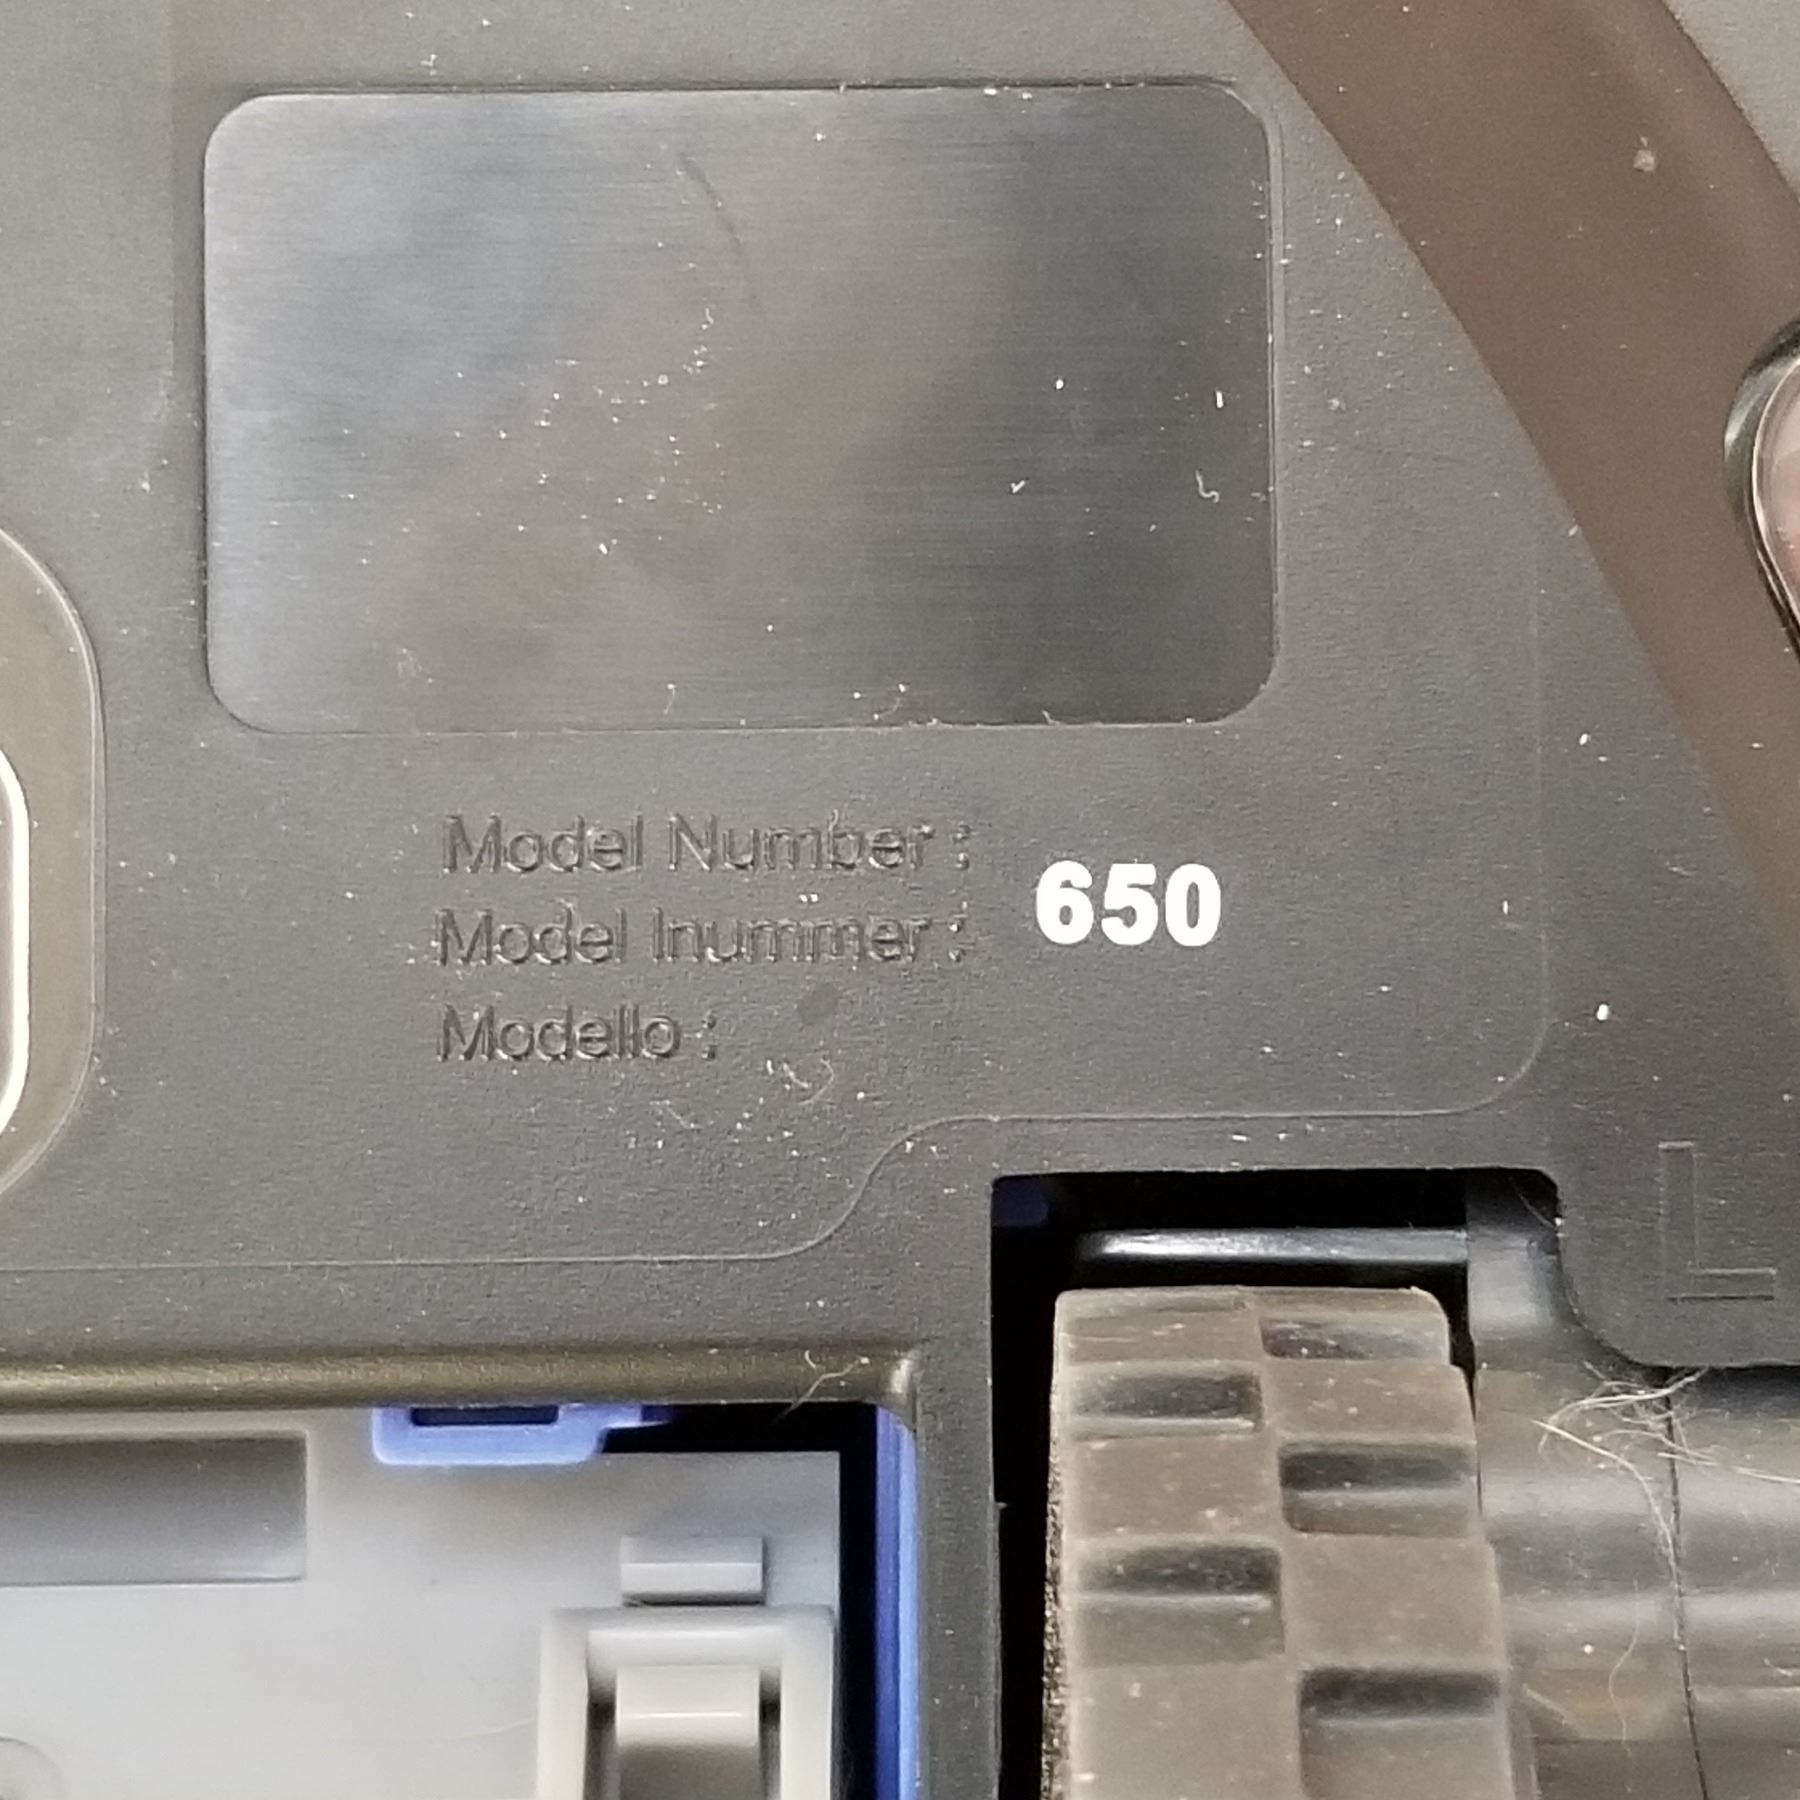 Model Number :
650
Model Inummer :
Modello :
L